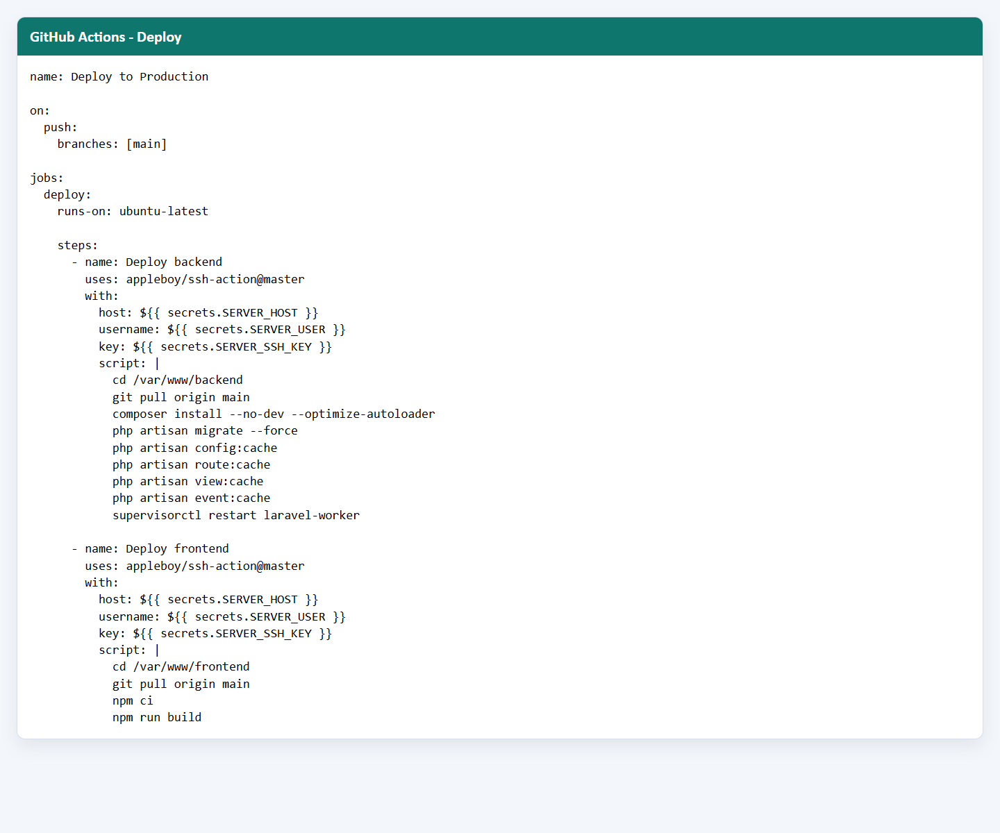 GitHub Actions - Deploy
name: Deploy to Production

on:
  push:
    branches: [main]

jobs:
  deploy:
    runs-on: ubuntu-latest

    steps:
      - name: Deploy backend
        uses: appleboy/ssh-action@master
        with:
          host: ${{ secrets.SERVER_HOST }}
          username: ${{ secrets.SERVER_USER }}
          key: ${{ secrets.SERVER_SSH_KEY }}
          script: |
            cd /var/www/backend
            git pull origin main
            composer install --no-dev --optimize-autoloader
            php artisan migrate --force
            php artisan config:cache
            php artisan route:cache
            php artisan view:cache
            php artisan event:cache
            supervisorctl restart laravel-worker

      - name: Deploy frontend
        uses: appleboy/ssh-action@master
        with:
          host: ${{ secrets.SERVER_HOST }}
          username: ${{ secrets.SERVER_USER }}
          key: ${{ secrets.SERVER_SSH_KEY }}
          script: |
            cd /var/www/frontend
            git pull origin main
            npm ci
            npm run build